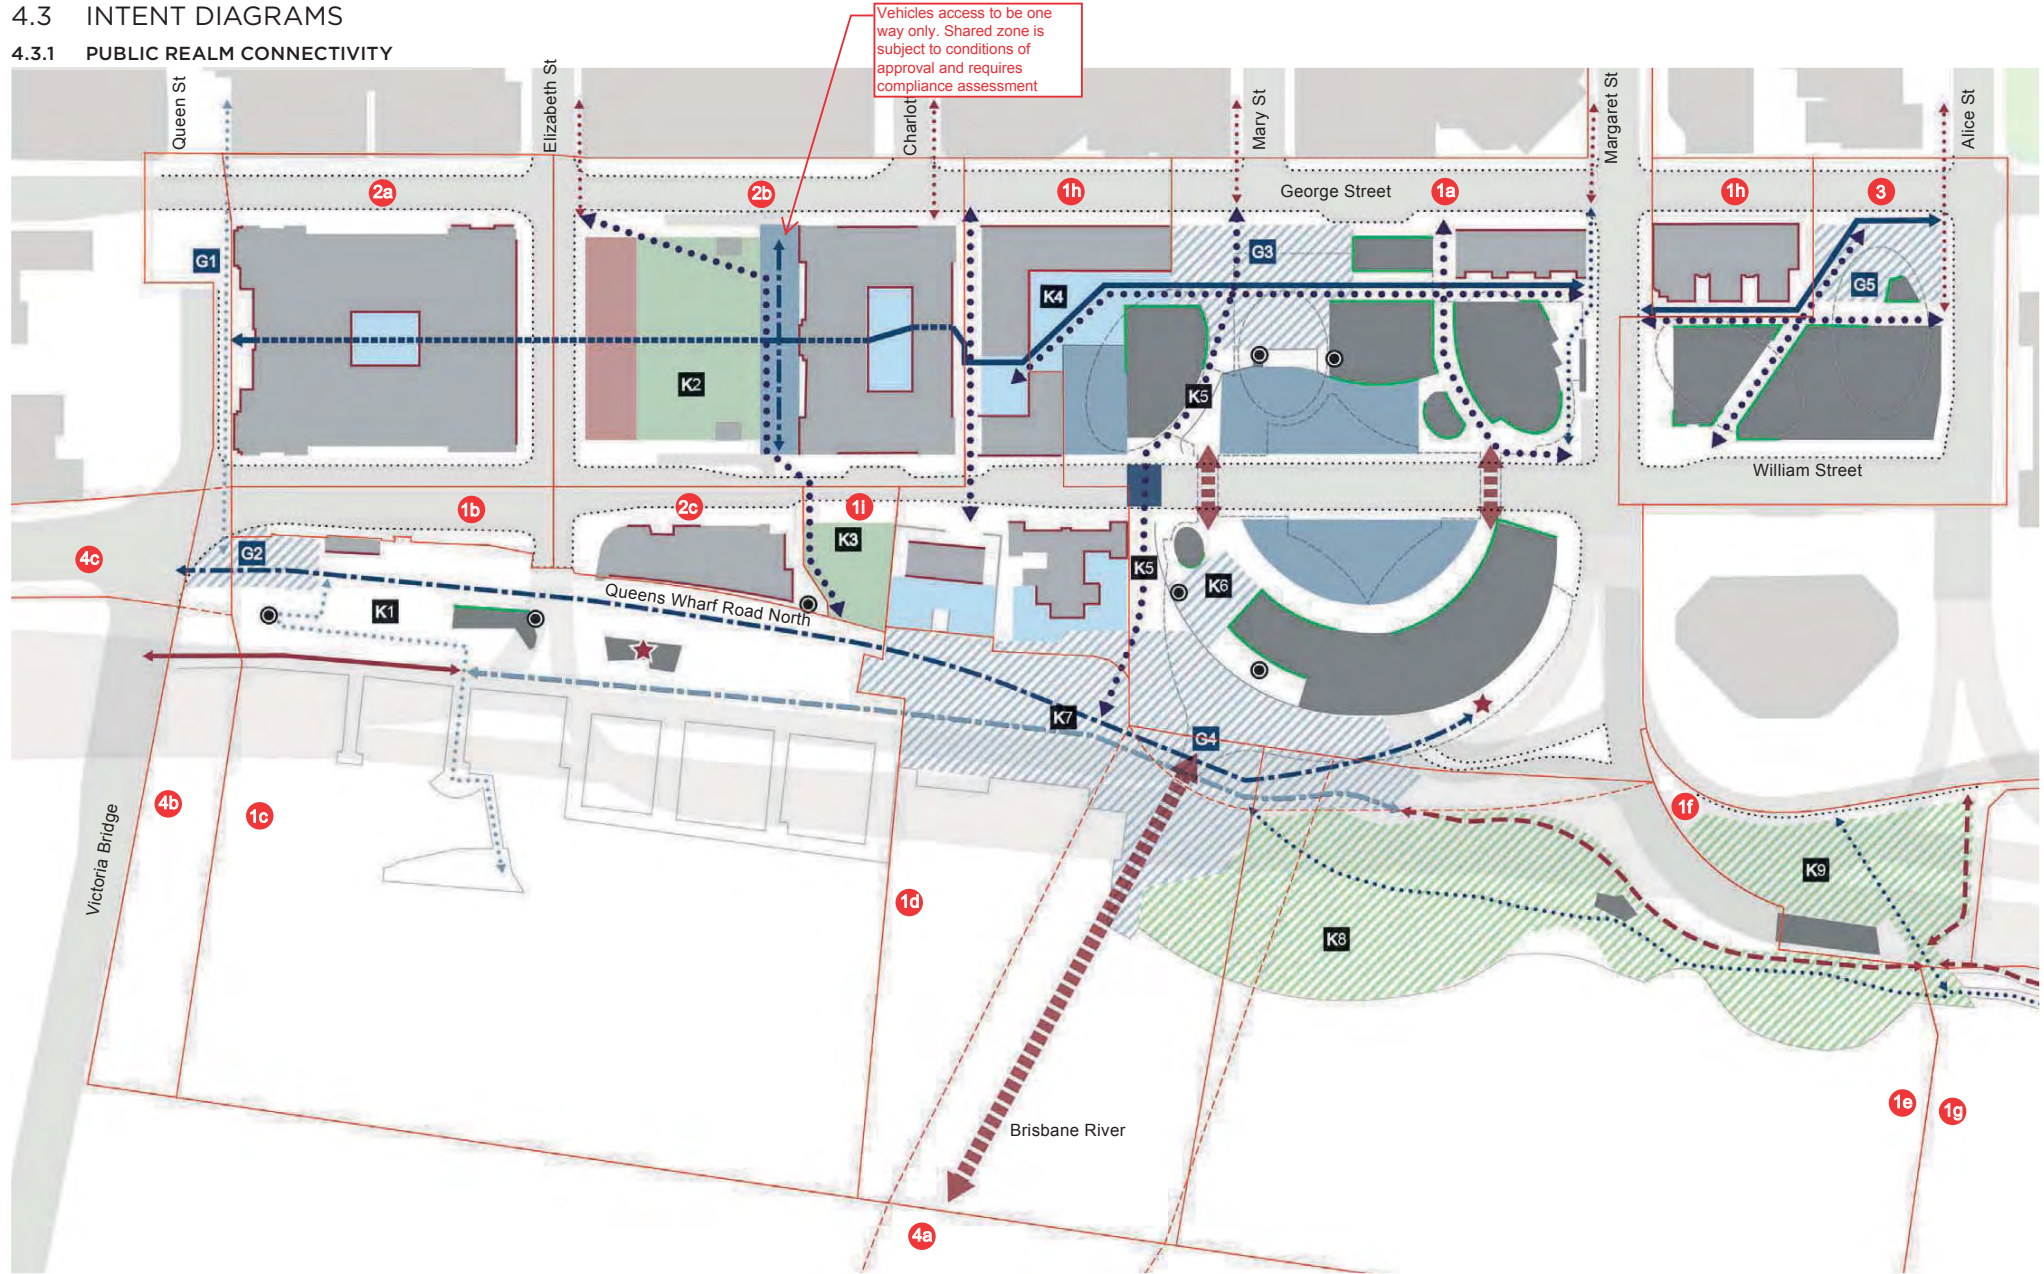 4.3 INTENT DIAGRAMS
4.3.1 PUBLIC REALM CONNECTIVITY
Vehicles access to be one
way only. Shared zone is
subject to conditions of
approval and requires
compliance assessment
Queen St
Elizabeth St
Charlott
Mary St
Margaret St
Alice St
2a
2b
1h
George Street
1a
1h
3
G1
G3
G5
K4
K2
K5
William Street
1b
2c
1i
K3
4c
G2
K5
K6
K1
Queens Wharf Road North
K7
G4
4b
1c
Victoria Bridge
1f
K9
1d
K8
1e
1g
Brisbane River
4a